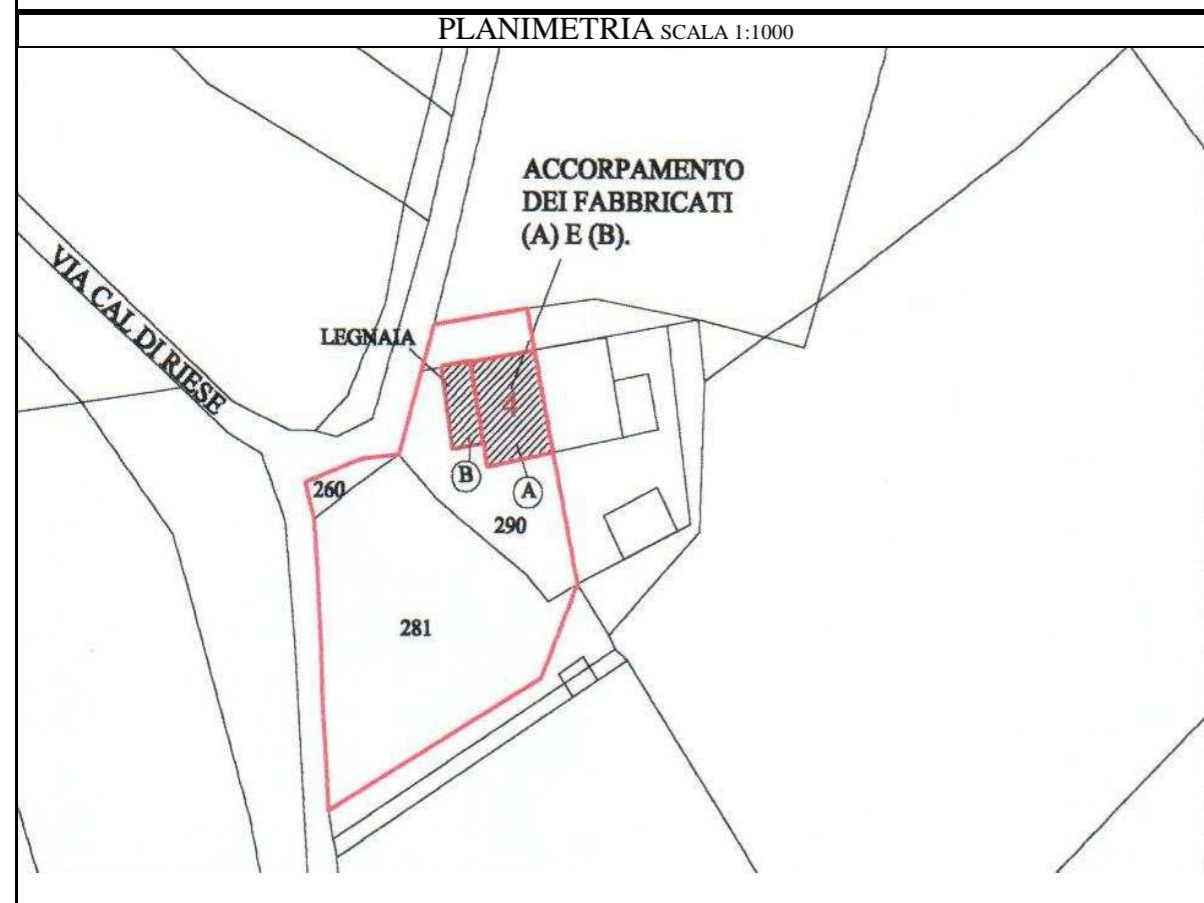 PLANIMETRIA SCALA 1:1000
ACCORPAMENTO
DEI FABBRICATI
(A) E (B).
VIA CAL DI RIESE
LEGNAIA
4
B
A
260
290
281